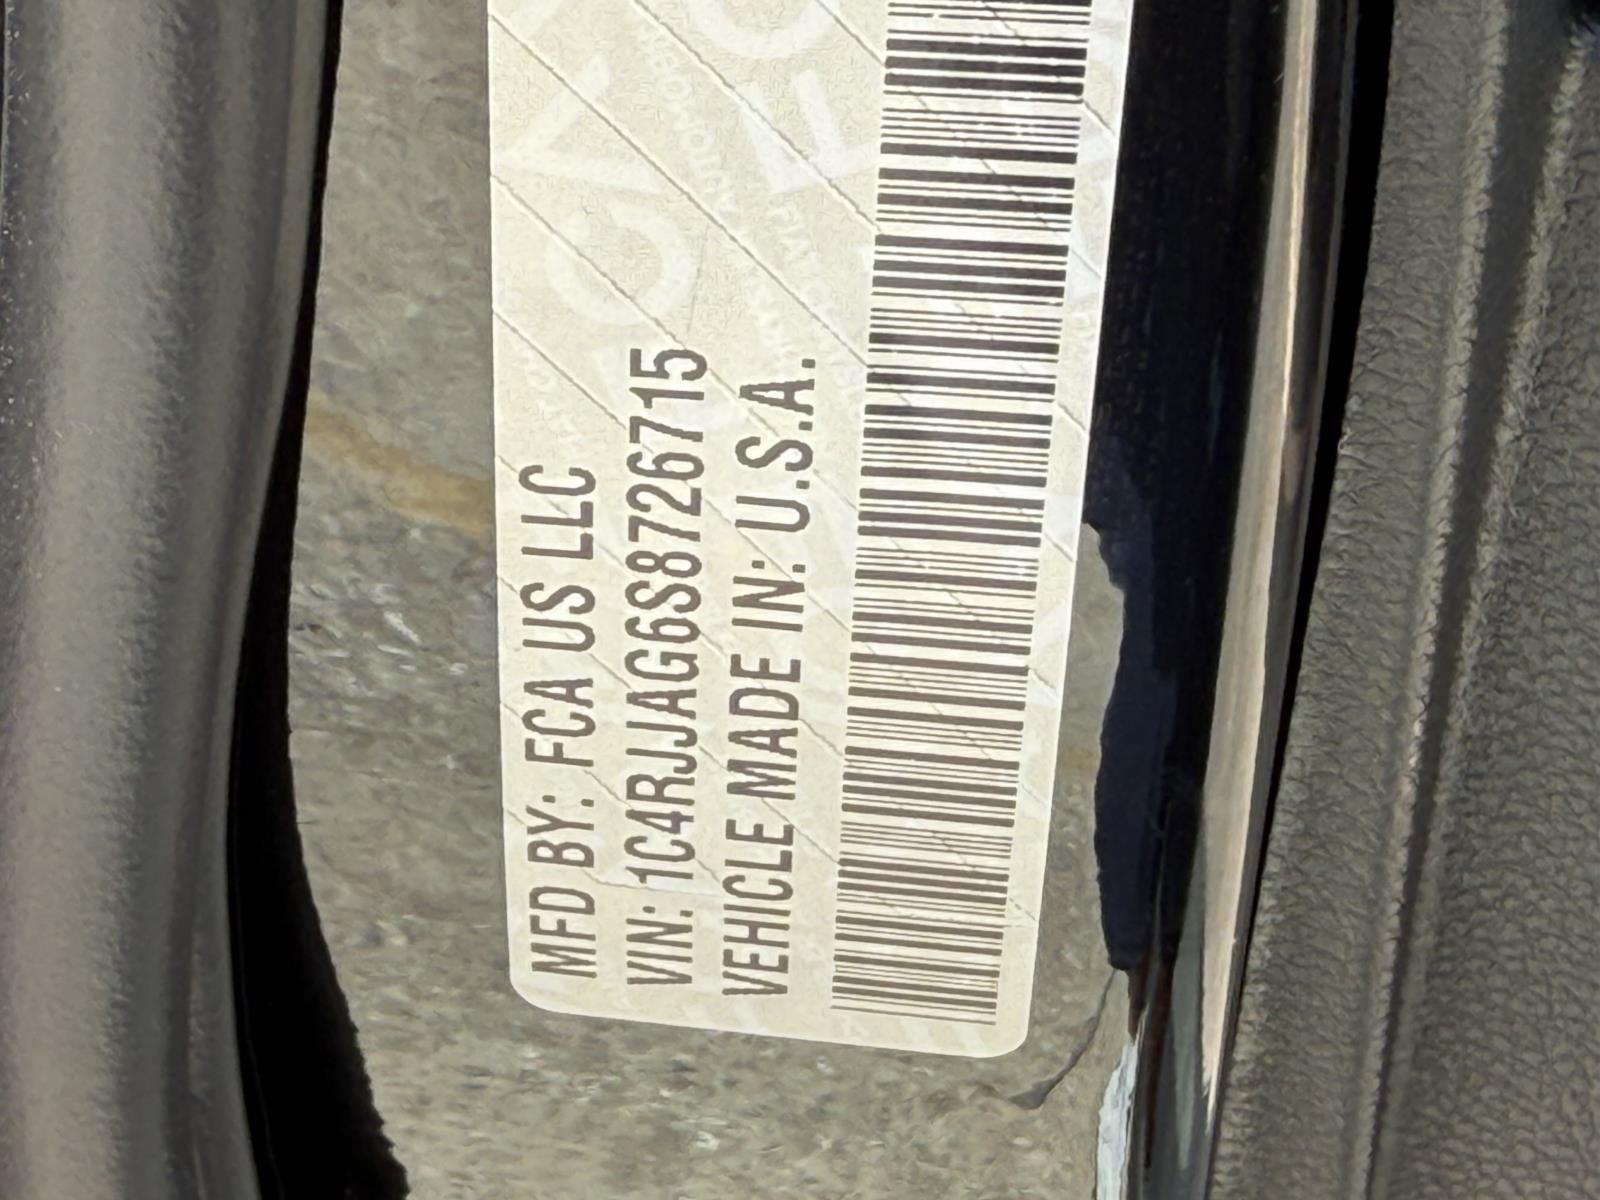 MFD BY: FCA US LLC
VIN: 1C4RJJAG6S8726715
VEHICLE MADE IN: U.S.A.